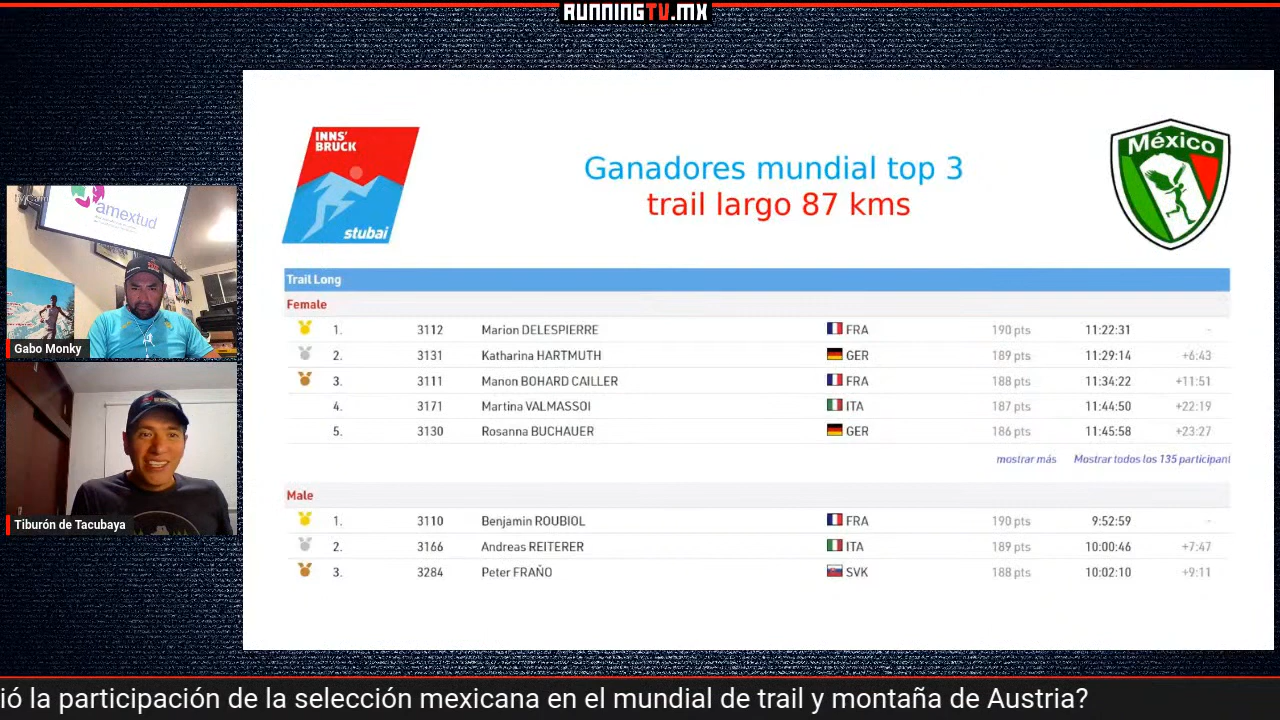 RUNNINGTV.MX
INNS'
BRUCK
stubai
Ganadores mundial top 3
trail largo 87 kms
México
amextud
Gabo Monky
Tiburón de Tacubaya
Trail Long
Female
1. 3112 Marion DELESPIERRE FRA 190 pts 11:22:31 -
2. 3131 Katharina HARTMUTH GER 189 pts 11:29:14 +6:43
3. 3111 Manon BOHARD CAILLER FRA 188 pts 11:34:22 +11:51
4. 3171 Martina VALMASSOI ITA 187 pts 11:44:50 +22:19
5. 3130 Rosanna BUCHAUER GER 186 pts 11:45:58 +23:27
mostrar más Mostrar todos los 135 participant
Male
1. 3110 Benjamin ROUBIOL FRA 190 pts 9:52:59 -
2. 3166 Andreas REITERER ITA 189 pts 10:00:46 +7:47
3. 3284 Peter FRAŇO SVK 188 pts 10:02:10 +9:11
ió la participación de la selección mexicana en el mundial de trail y montaña de Austria?